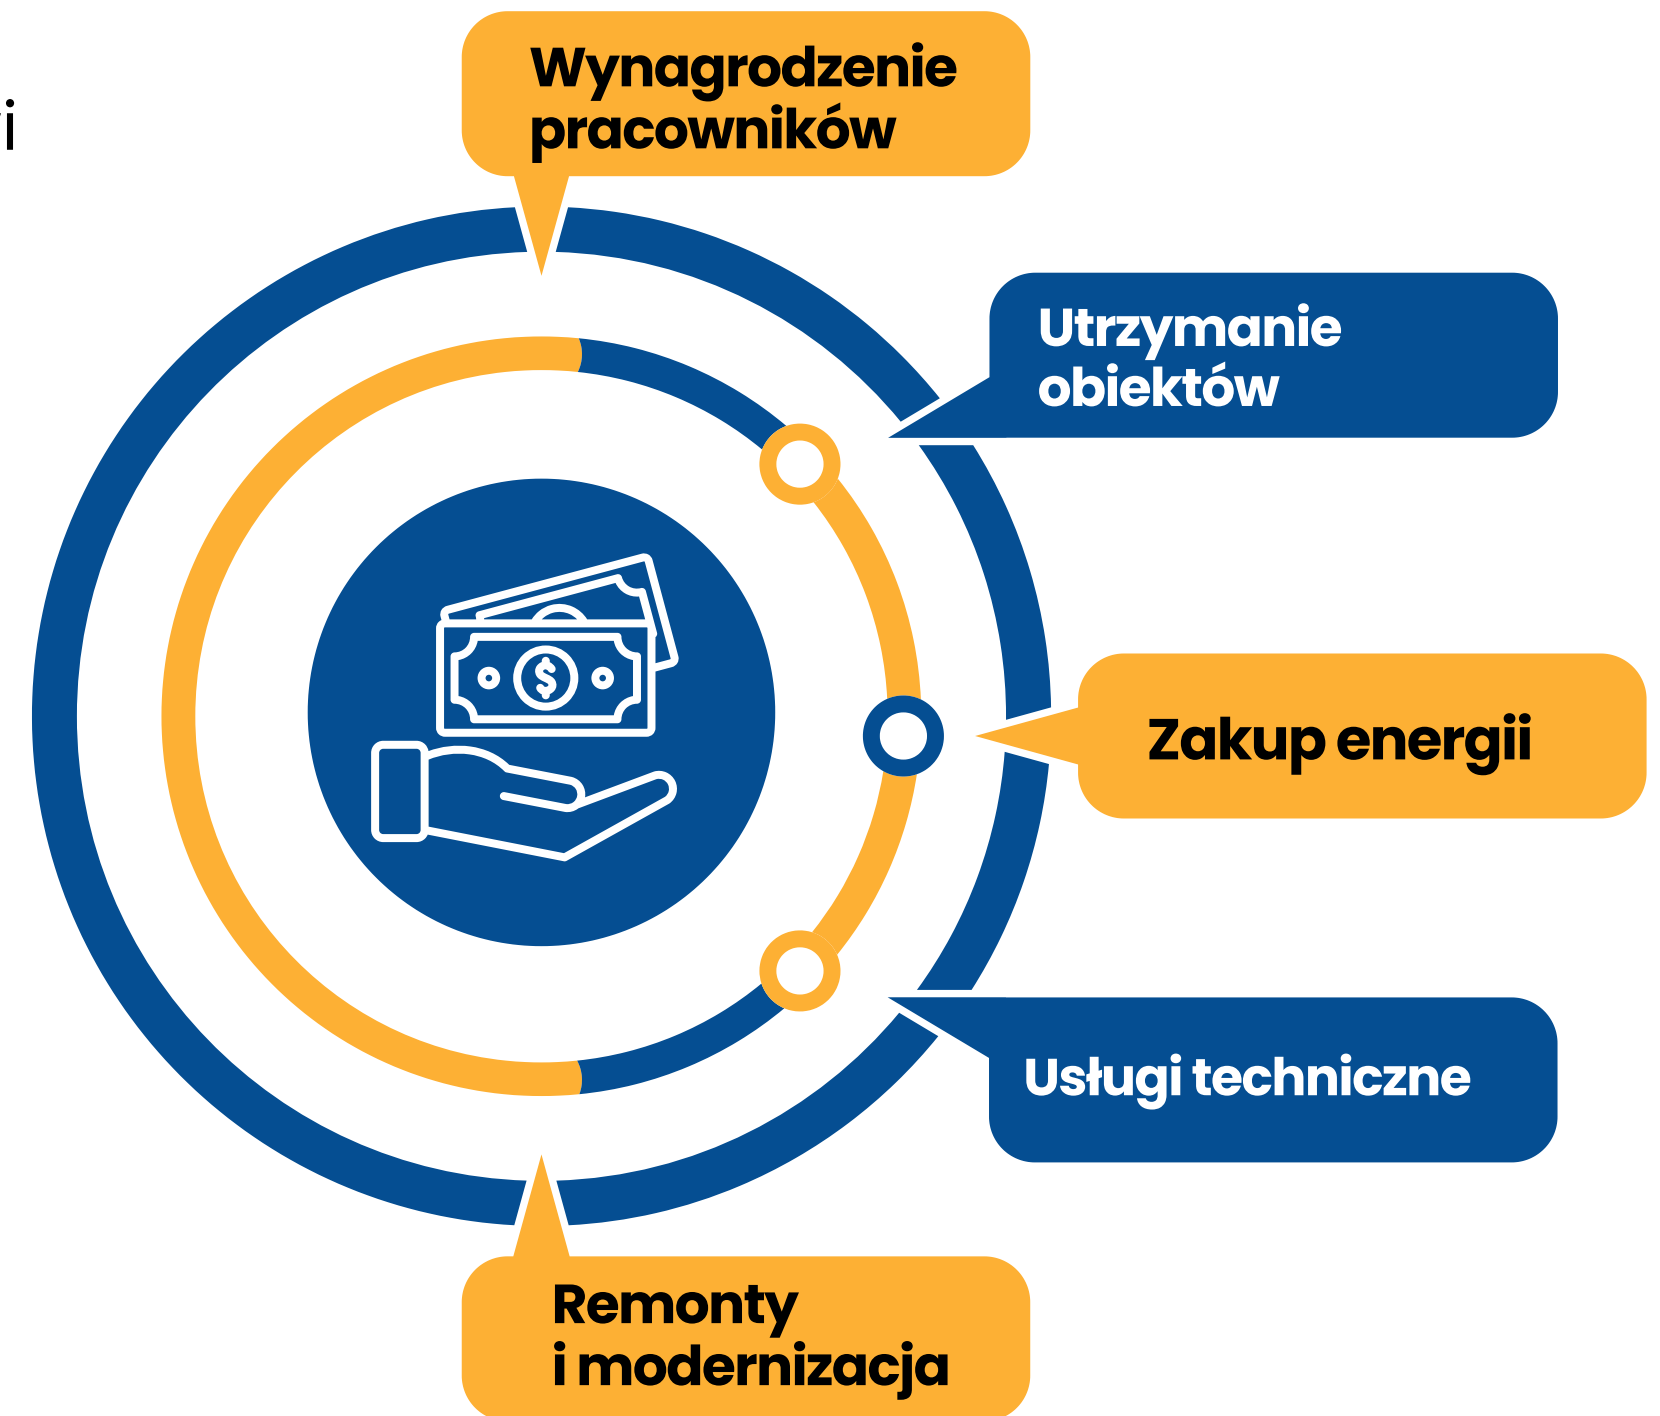 Wynagrodzenie
pracowników
Utrzymanie
obiektów
Zakup energii
Usługi techniczne
Remonty
i modernizacja